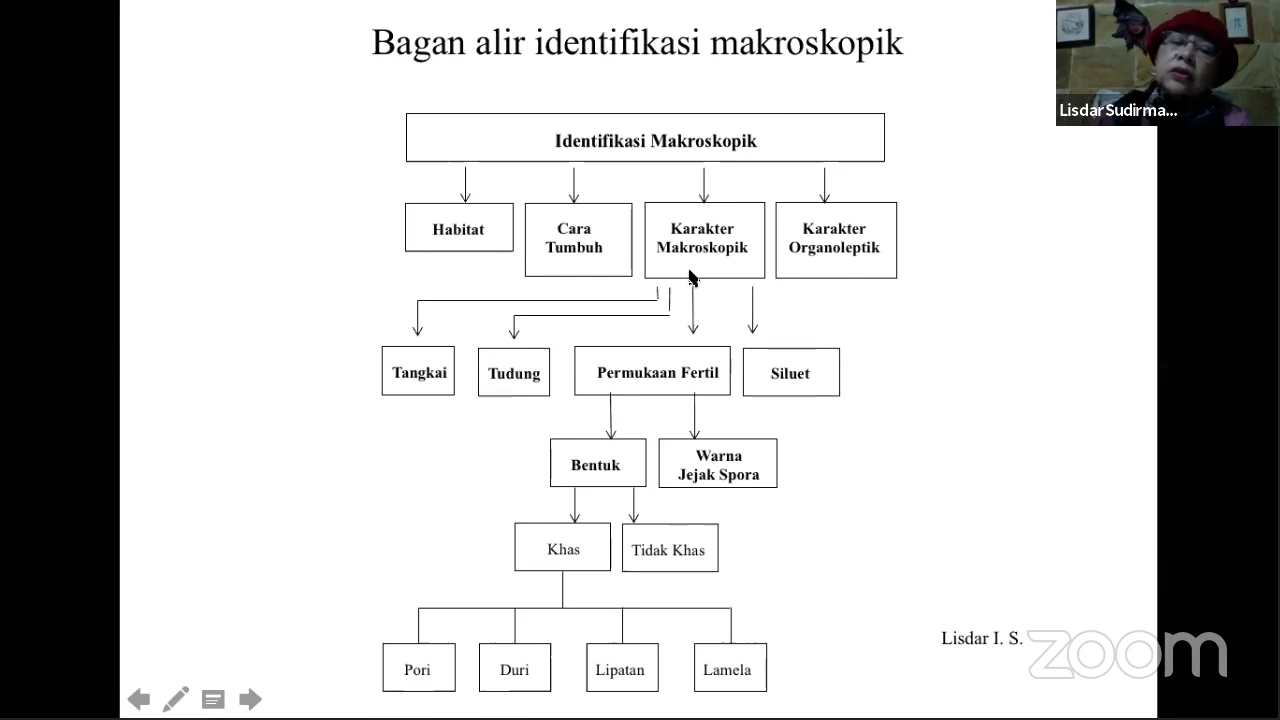 Bagan alir identifikasi makroskopik
Lisdar Sudirma...
Identifikasi Makroskopik
Habitat
Cara
Tumbuh
Karakter
Makroskopik
Karakter
Organoleptik
Tangkai
Tudung
Permukaan Fertil
Siluet
Bentuk
Warna
Jejak Spora
Khas
Tidak Khas
Pori
Duri
Lipatan
Lamela
Lisdar I. S.
zoom